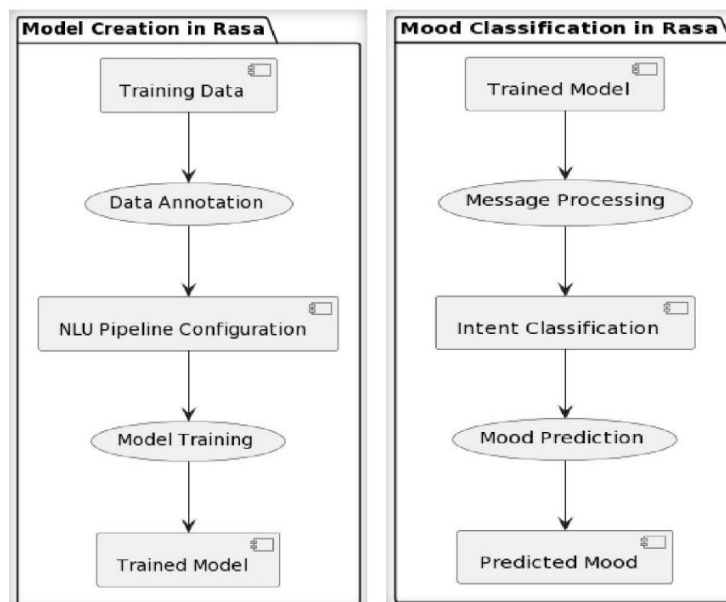 Model Creation in Rasa
Training Data
Data Annotation
NLU Pipeline Configuration
Model Training
Trained Model
Mood Classification in Rasa
Trained Model
Message Processing
Intent Classification
Mood Prediction
Predicted Mood